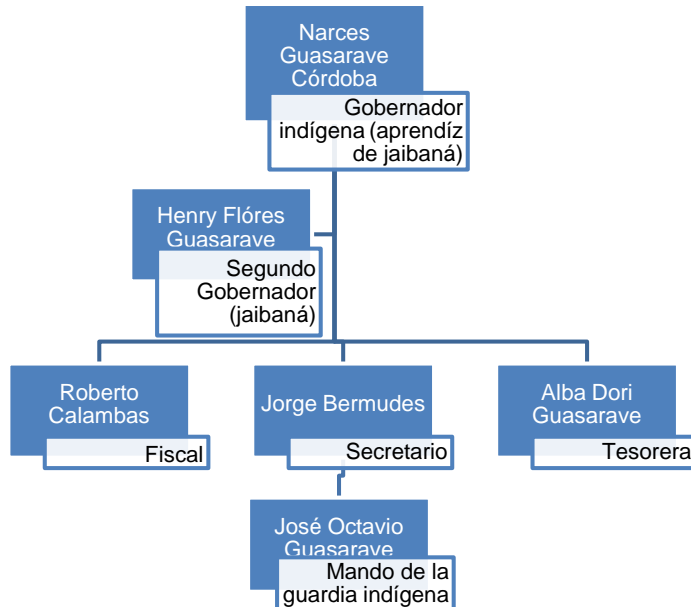 Narces
Guasarave
Córdoba
Gobernador
indígena (aprendíz
de jaibaná)
Henry Flóres
Guasarave
Segundo
Gobernador
(jaibaná)
Roberto
Calambas
Fiscal
Jorge Bermudes
Secretario
Alba Dori
Guasarave
Tesorera
José Octavio
Guasarave
Mando de la
guardia indígena